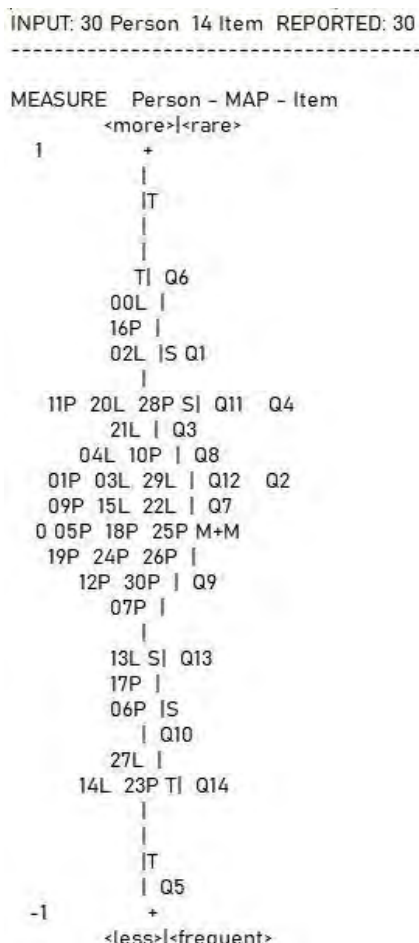 INPUT: 30 Person 14 Item REPORTED: 30
---------------------------------------
MEASURE Person - MAP - Item
<more>|<rare>
1 +
|
|T
|
|
T| Q6
00L |
16P |
02L |S Q1
|
11P 20L 28P S| Q11 Q4
21L | Q3
04L 10P | Q8
01P 03L 29L | Q12 Q2
09P 15L 22L | Q7
0 05P 18P 25P M+M
19P 24P 26P |
12P 30P | Q9
07P |
|
13L S| Q13
17P |
06P |S
| Q10
27L |
14L 23P T| Q14
|
|
|T
| Q5
-1 +
<less>|<frequent>